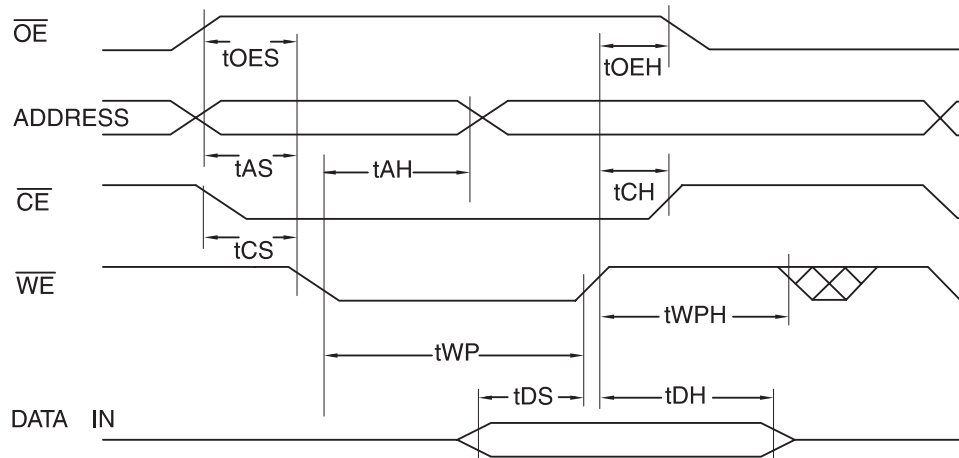 OE
tOES
tOEH
ADDRESS
tAS
tAH
tCH
CE
tCS
WE
tWPH
tWP
tDS
tDH
DATA IN